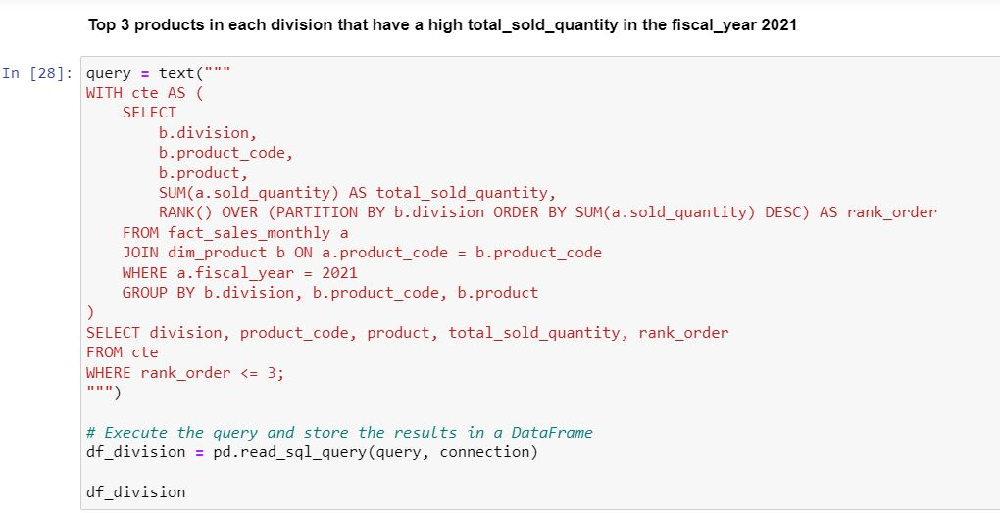 Top 3 products in each division that have a high total_sold_quantity in the fiscal_year 2021
In [28]: query = text("""
WITH cte AS (
    SELECT
        b.division,
        b.product_code,
        b.product,
        SUM(a.sold_quantity) AS total_sold_quantity,
        RANK() OVER (PARTITION BY b.division ORDER BY SUM(a.sold_quantity) DESC) AS rank_order
    FROM fact_sales_monthly a
    JOIN dim_product b ON a.product_code = b.product_code
    WHERE a.fiscal_year = 2021
    GROUP BY b.division, b.product_code, b.product
)
SELECT division, product_code, product, total_sold_quantity, rank_order
FROM cte
WHERE rank_order <= 3;
""")
# Execute the query and store the results in a DataFrame
df_division = pd.read_sql_query(query, connection)
df_division